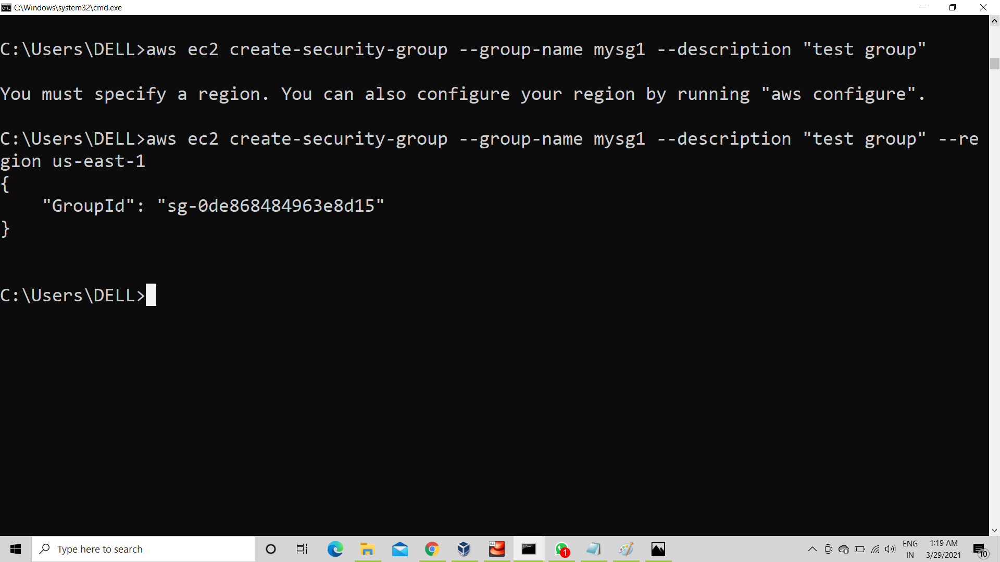 C:\Windows\system32\cmd.exe
C:\Users\DELL>aws ec2 create-security-group --group-name mysg1 --description "test group"
You must specify a region. You can also configure your region by running "aws configure".
C:\Users\DELL>aws ec2 create-security-group --group-name mysg1 --description "test group" --re
gion us-east-1
{
    "GroupId": "sg-0de868484963e8d15"
}
C:\Users\DELL>
Type here to search
64
1
ENG
IN
1:19 AM
3/29/2021
10